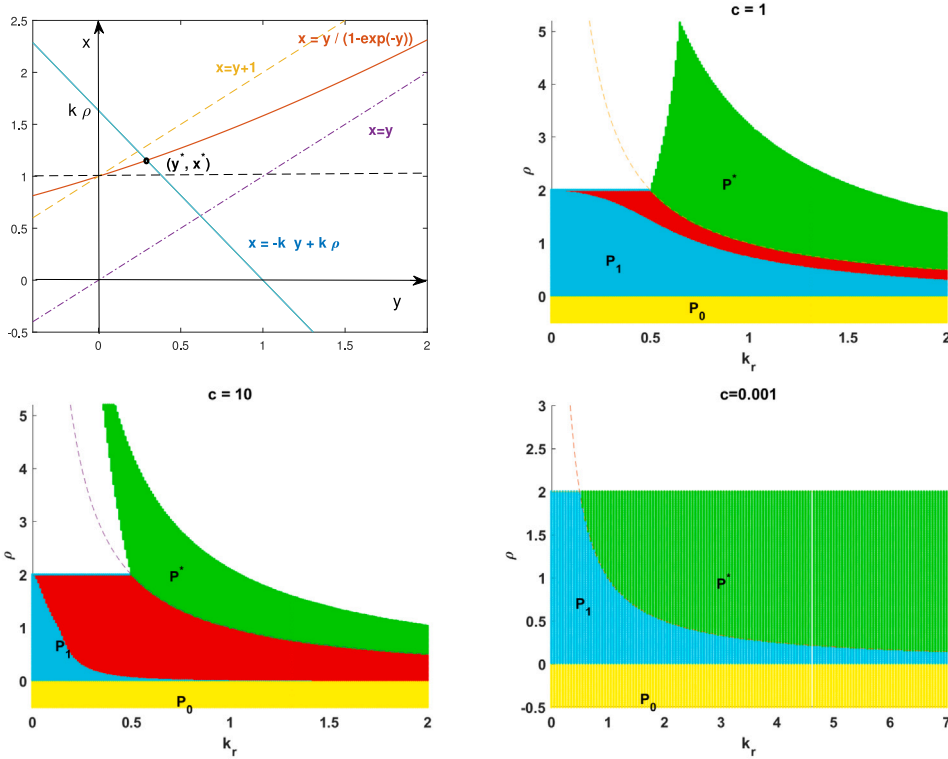 2.5
2
1.5
1
0.5
0
-0.5
0
0.5
1
1.5
2
x
x=y+1
x = y / (1-exp(-y))
k ρ
x=y
(y*, x*)
x = -k y + k ρ
y
c = 1
5
4
3
2
1
0
ρ
P*
P1
P0
0
0.5
1
1.5
2
kr
c = 10
5
4
3
2
1
0
ρ
P*
P1
P0
0
0.5
1
1.5
2
kr
c=0.001
3
2.5
2
1.5
1
0.5
0
-0.5
ρ
P*
P1
P0
0
1
2
3
4
5
6
7
kr